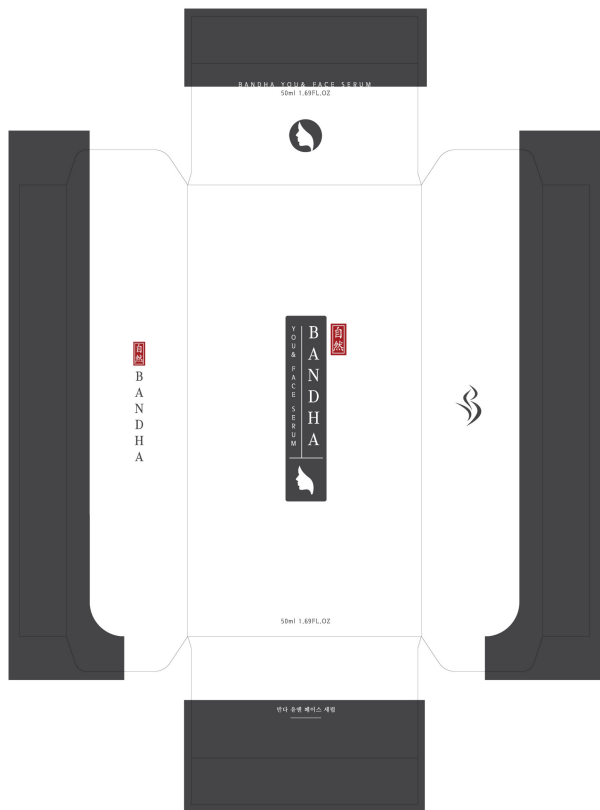 BANDHA YOU& FACE SERUM
50ml 1.69FL.OZ
自然
BANDHA
YOU& FACE SERUM
BANDHA
自然
50ml 1.69FL.OZ
반다 유앤 페이스 세럼